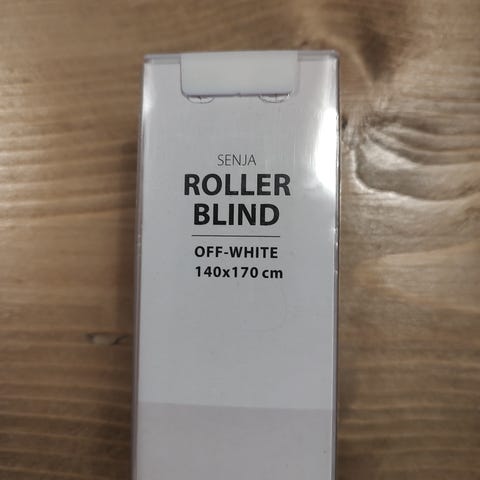 SENJA
ROLLER
BLIND
OFF-WHITE
140x170 cm